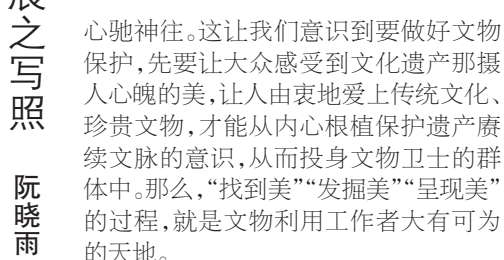 之写照
阮晓雨
心驰神往。这让我们意识到要做好文物
保护，先要让大众感受到文化遗产那摄
人心魄的美，让人由衷地爱上传统文化、
珍贵文物，才能从内心根植保护遗产赓
续文脉的意识，从而投身文物卫士的群
体中。那么，“找到美”“发掘美”“呈现美”
的过程，就是文物利用工作者大有可为
的天地。